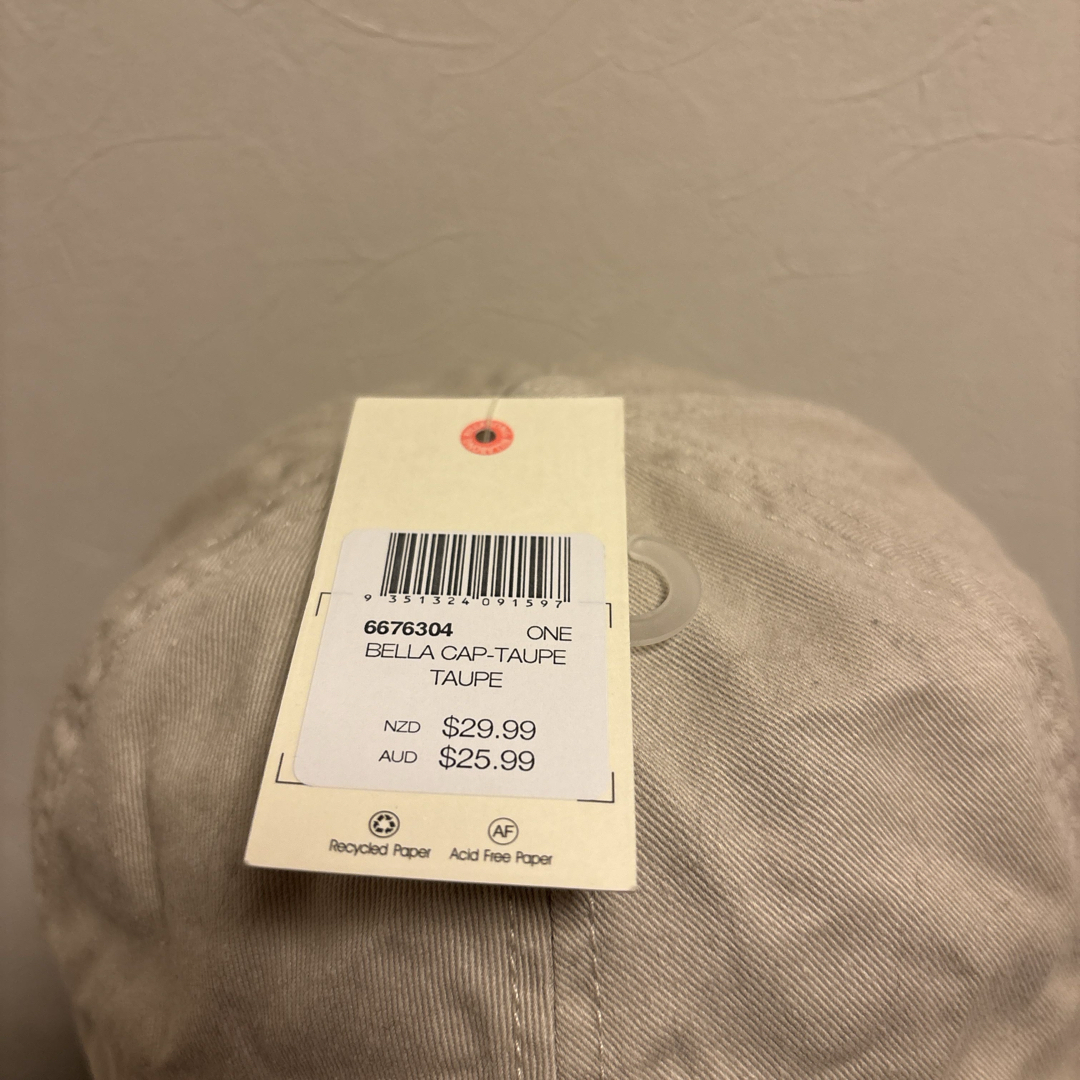 9 351324 091597
6676304 ONE
BELLA CAP-TAUPE
TAUPE
NZD $29.99
AUD $25.99
AF
Recycled Paper Acid Free Paper